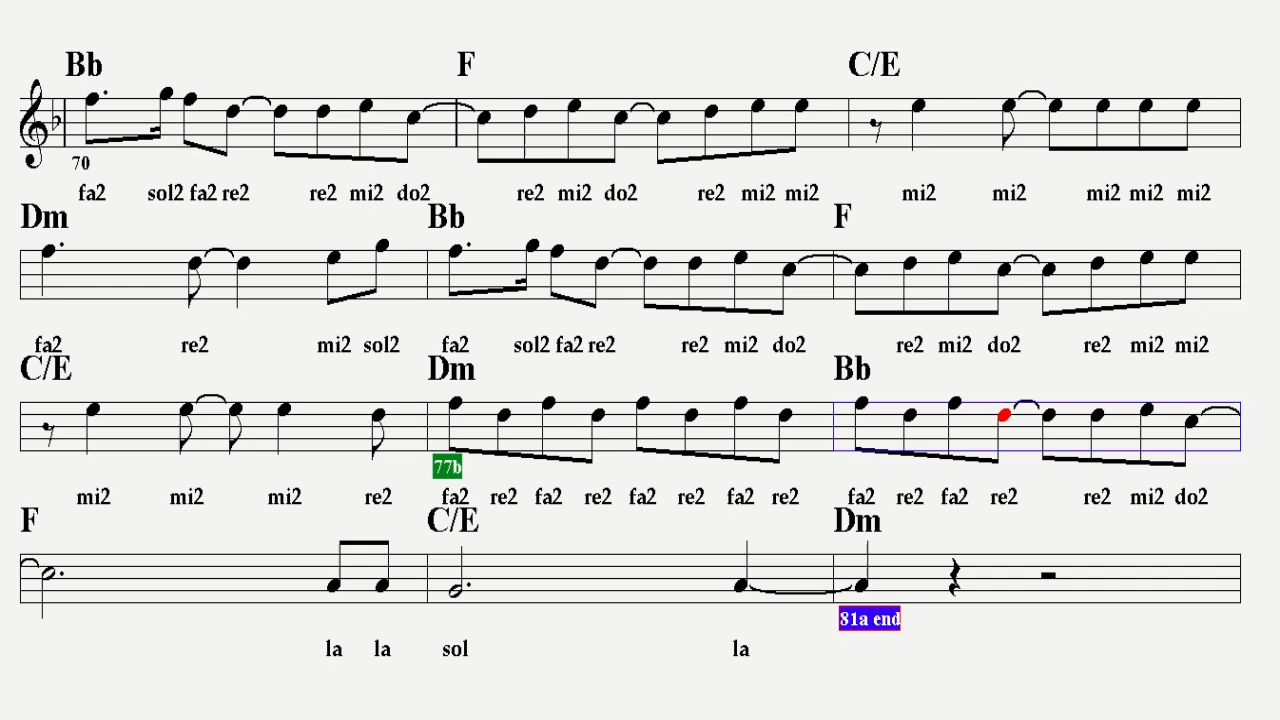 Bb F C/E
70
fa2 sol2 fa2 re2 re2 mi2 do2 re2 mi2 do2 re2 mi2 mi2 mi2 mi2 mi2 mi2 mi2
Dm Bb F
fa2 re2 mi2 sol2 fa2 sol2 fa2 re2 re2 mi2 do2 re2 mi2 do2 re2 mi2 mi2
C/E Dm Bb
77b
mi2 mi2 mi2 re2 fa2 re2 fa2 re2 fa2 re2 fa2 re2 fa2 re2 fa2 re2 re2 mi2 do2
F C/E Dm
81a end
la la sol la